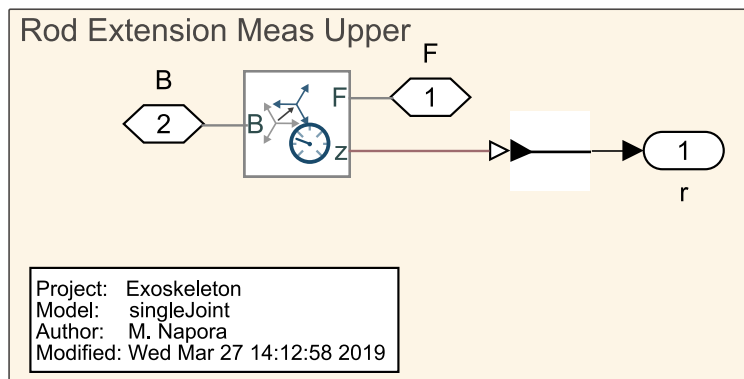 Rod Extension Meas Upper
F
B
F
1
2
B
z
1
r
Project: Exoskeleton
Model: singleJoint
Author: M. Napora
Modified: Wed Mar 27 14:12:58 2019